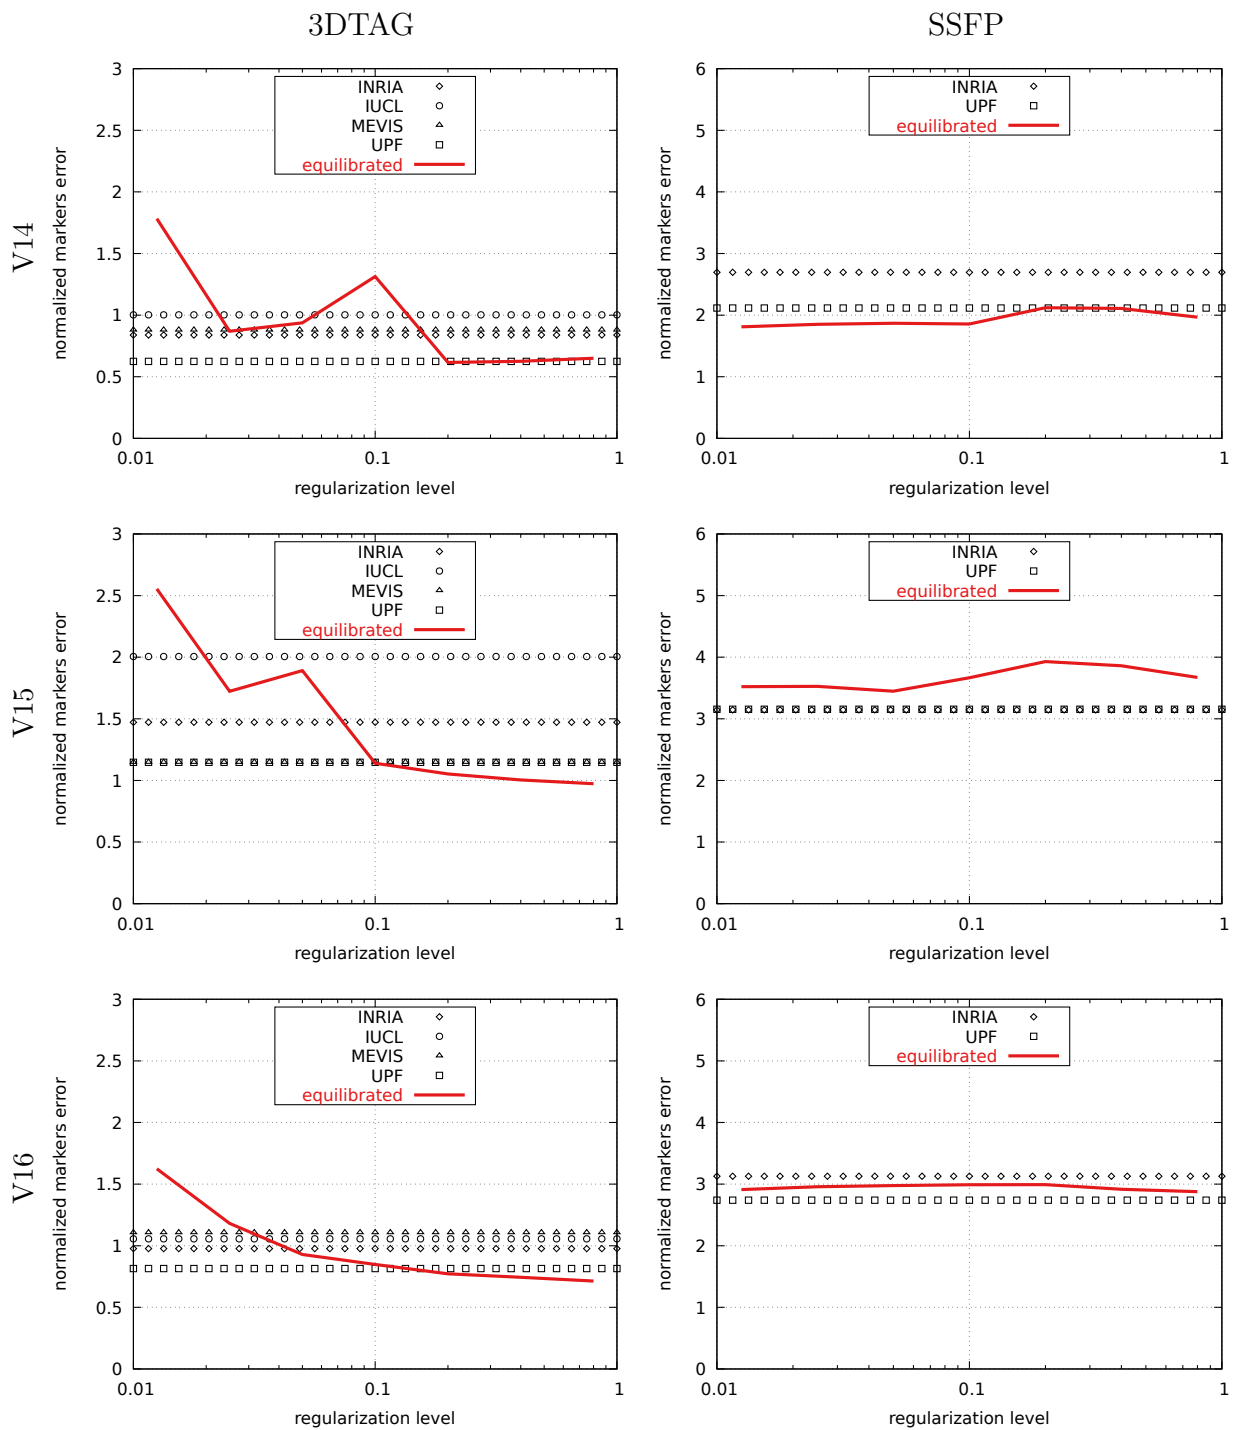 3DTAG
SSFP
V14
normalized markers error
3
2.5
2
1.5
1
0.5
0
0.01
0.1
1
regularization level
INRIA
IUCL
MEVIS
UPF
equilibrated
normalized markers error
6
5
4
3
2
1
0
0.01
0.1
1
regularization level
INRIA
UPF
equilibrated
V15
normalized markers error
3
2.5
2
1.5
1
0.5
0
0.01
0.1
1
regularization level
INRIA
IUCL
MEVIS
UPF
equilibrated
normalized markers error
6
5
4
3
2
1
0
0.01
0.1
1
regularization level
INRIA
UPF
equilibrated
V16
normalized markers error
3
2.5
2
1.5
1
0.5
0
0.01
0.1
1
regularization level
INRIA
IUCL
MEVIS
UPF
equilibrated
normalized markers error
6
5
4
3
2
1
0
0.01
0.1
1
regularization level
INRIA
UPF
equilibrated